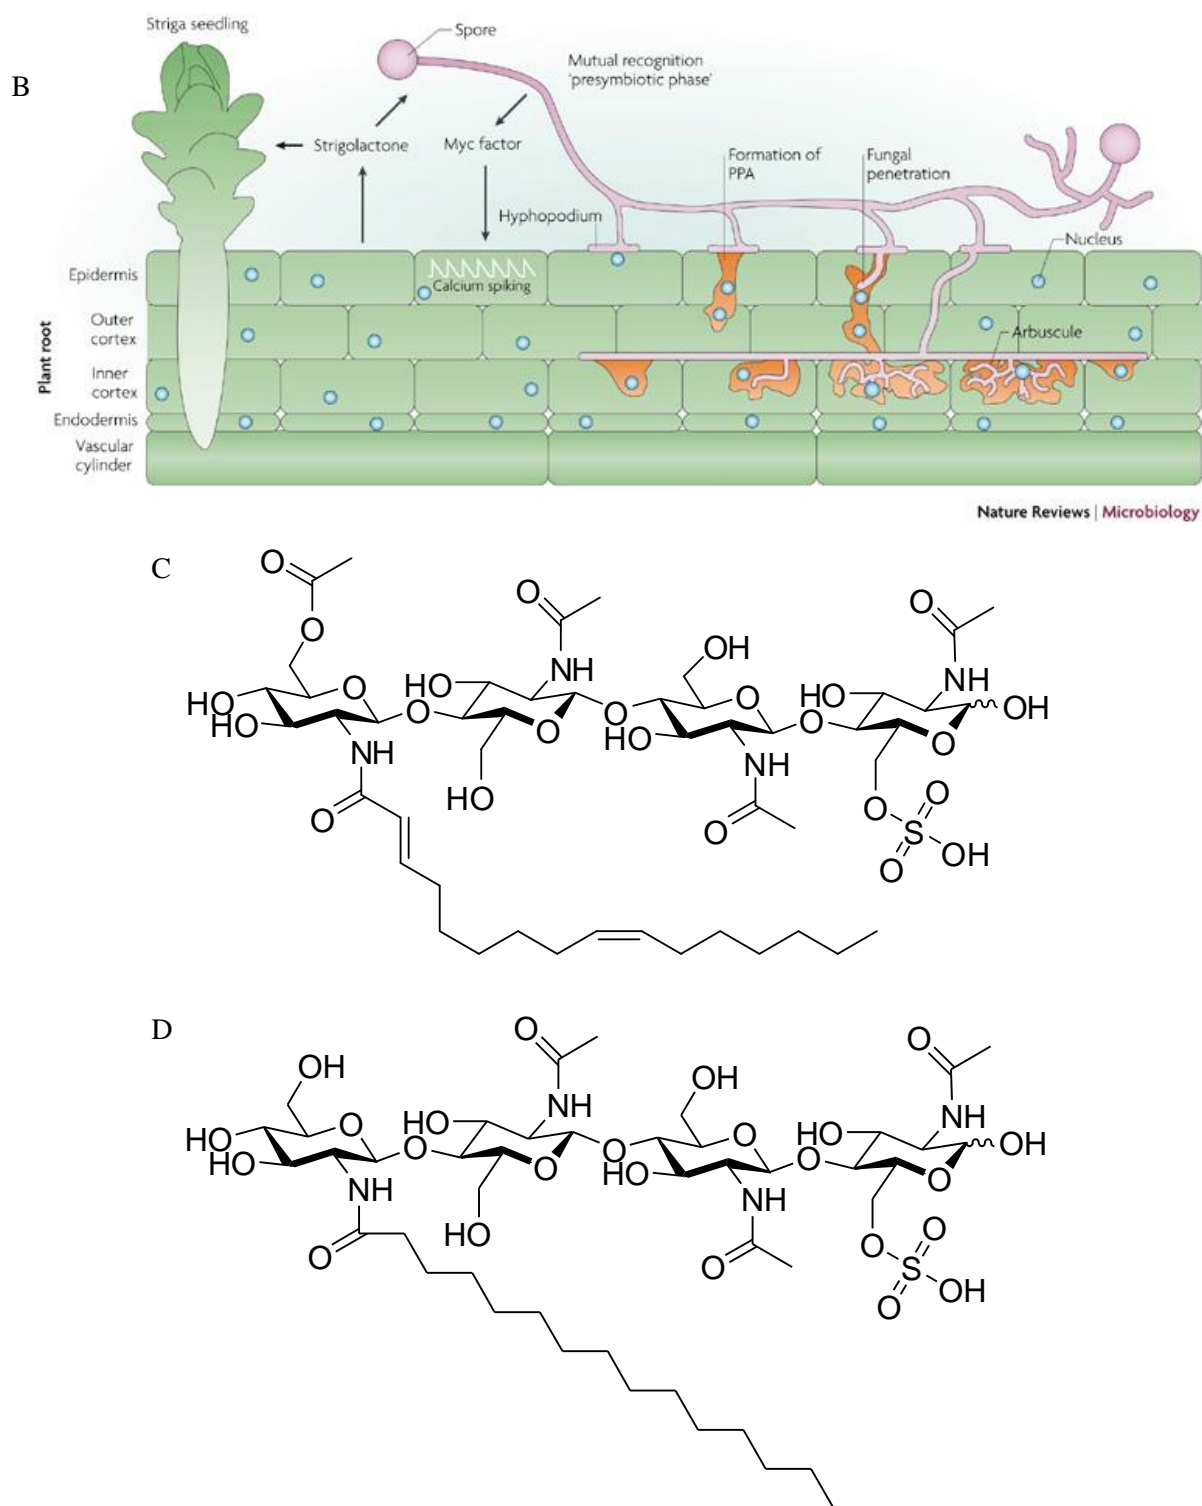 Striga seedling
Spore
B
Mutual recognition
'presymbiotic phase'
Strigolactone
Myc factor
Formation of
PPA
Fungal
penetration
Hyphopodium
Nucleus
Epidermis
Calcium spiking
Outer
cortex
Arbuscule
Plant root
Inner
cortex
Endodermis
Vascular
cylinder
Nature Reviews | Microbiology
C
O
O
O
O
O
NH
OH
NH
HO
HO
O
HO
O
O
O
HO
O
HO
O
OH
NH
O
HO
NH
O
O
O
O
S
O
OH
D
O
O
OH
OH
NH
NH
HO
HO
O
HO
O
O
O
HO
O
HO
O
OH
NH
O
HO
NH
O
O
O
O
S
O
OH